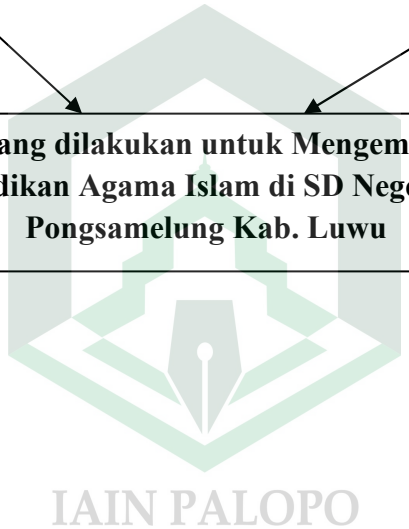 ang dilakukan untuk Mengem
dikan Agama Islam di SD Nege
Pongsamelung Kab. Luwu
IAIN PALOPO